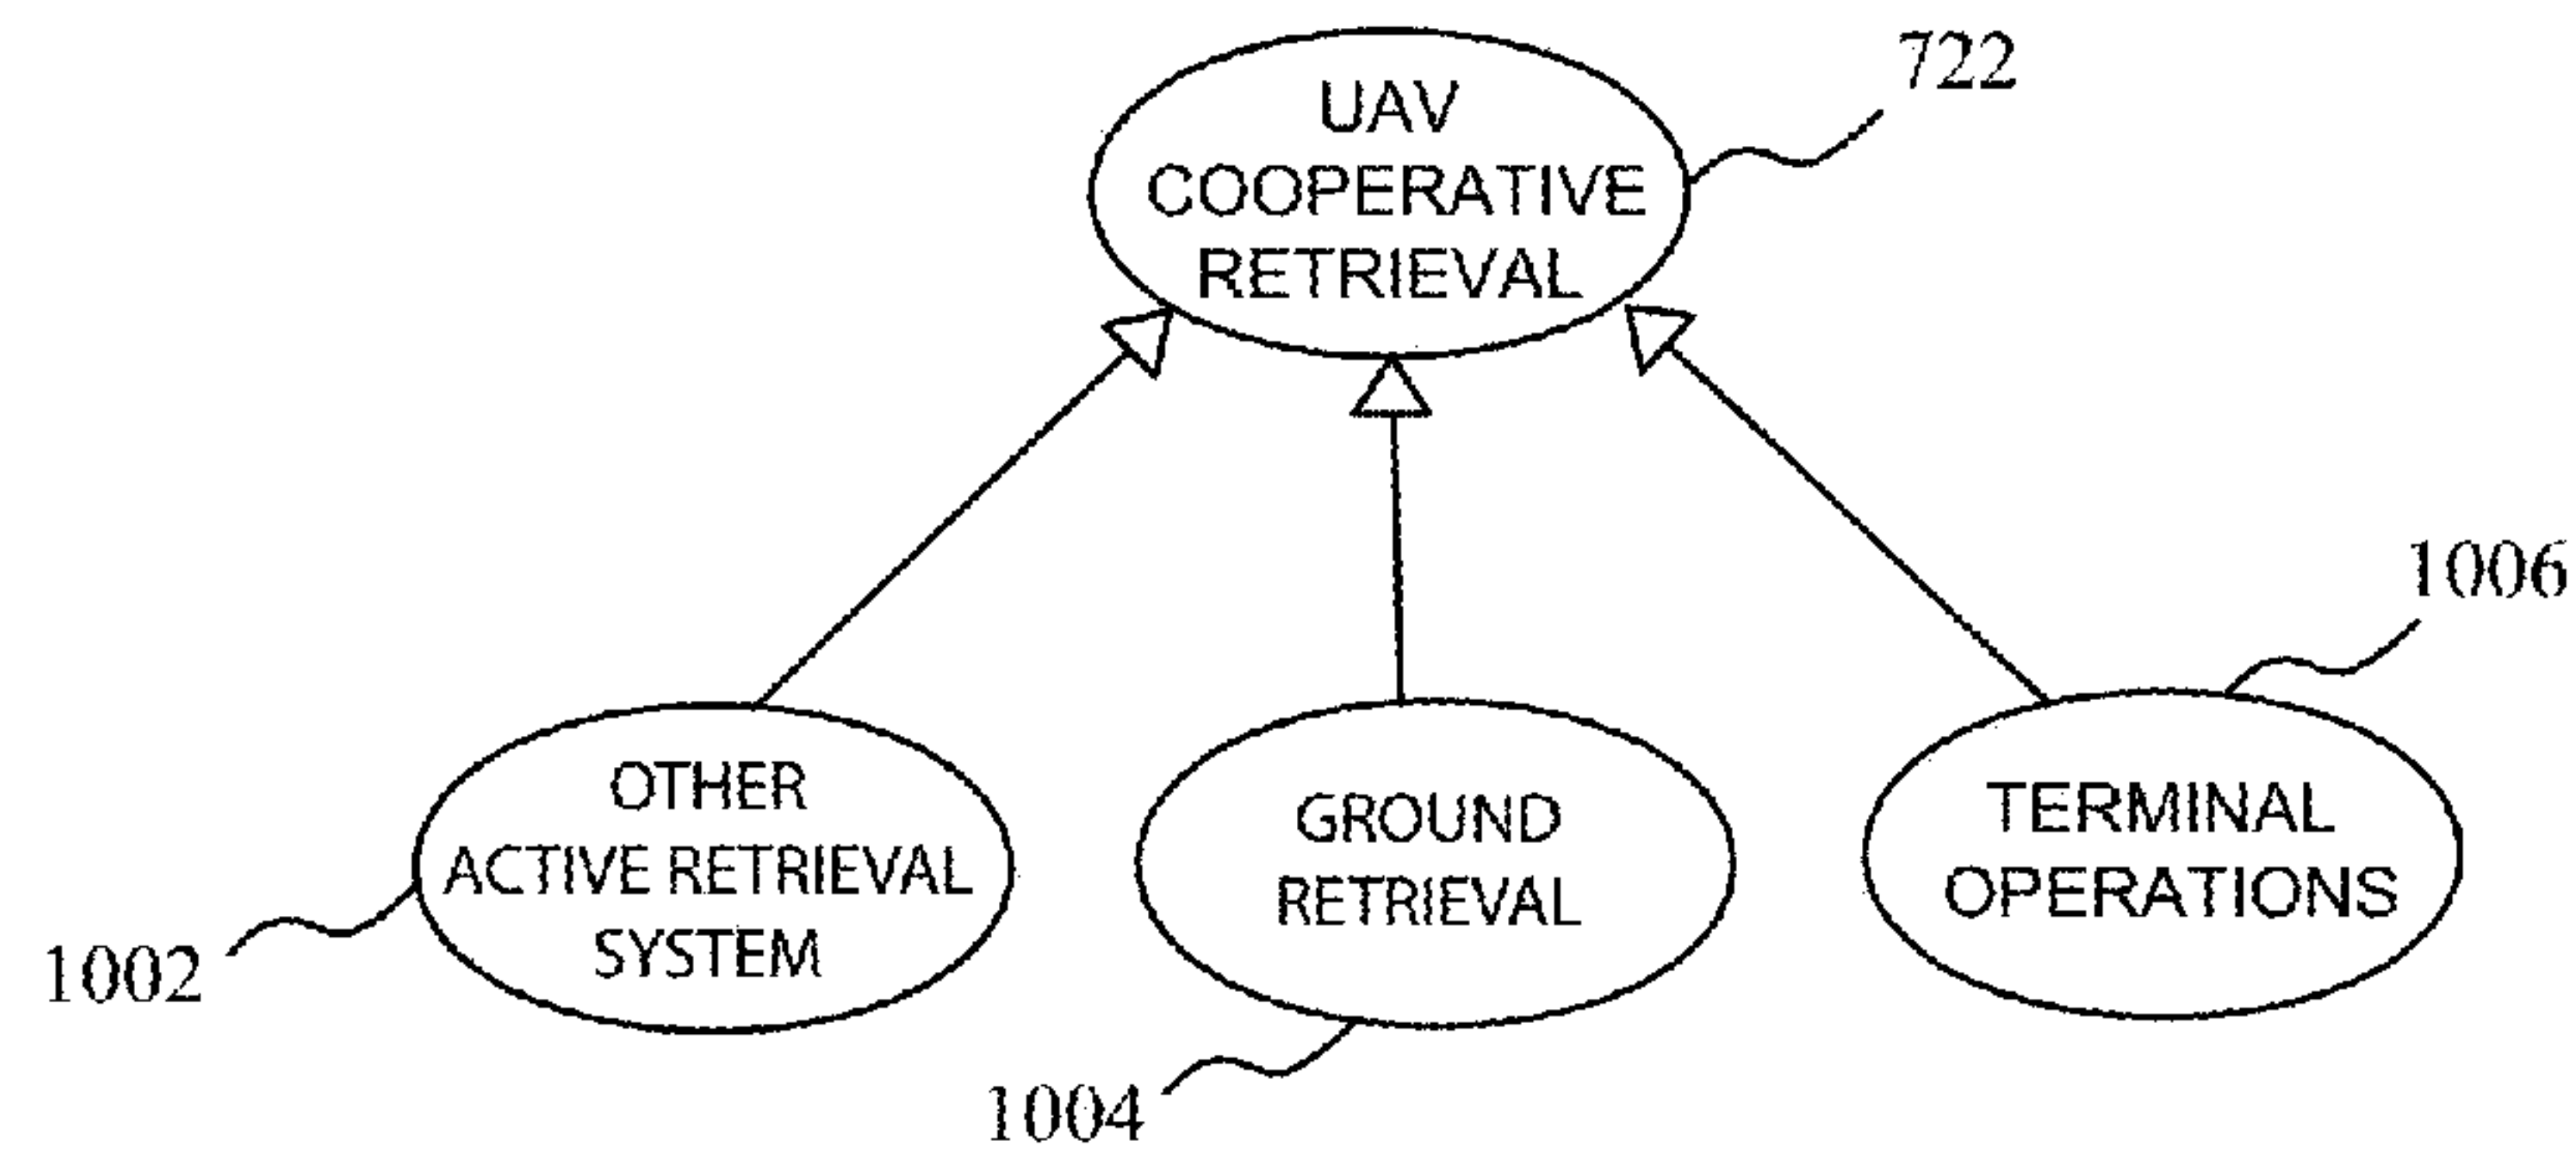 722
UAV
COOPERATIVE
RETRIEVAL
1006
OTHER
ACTIVE RETRIEVAL
SYSTEM
1002
GROUND
RETRIEVAL
1004
TERMINAL
OPERATIONS